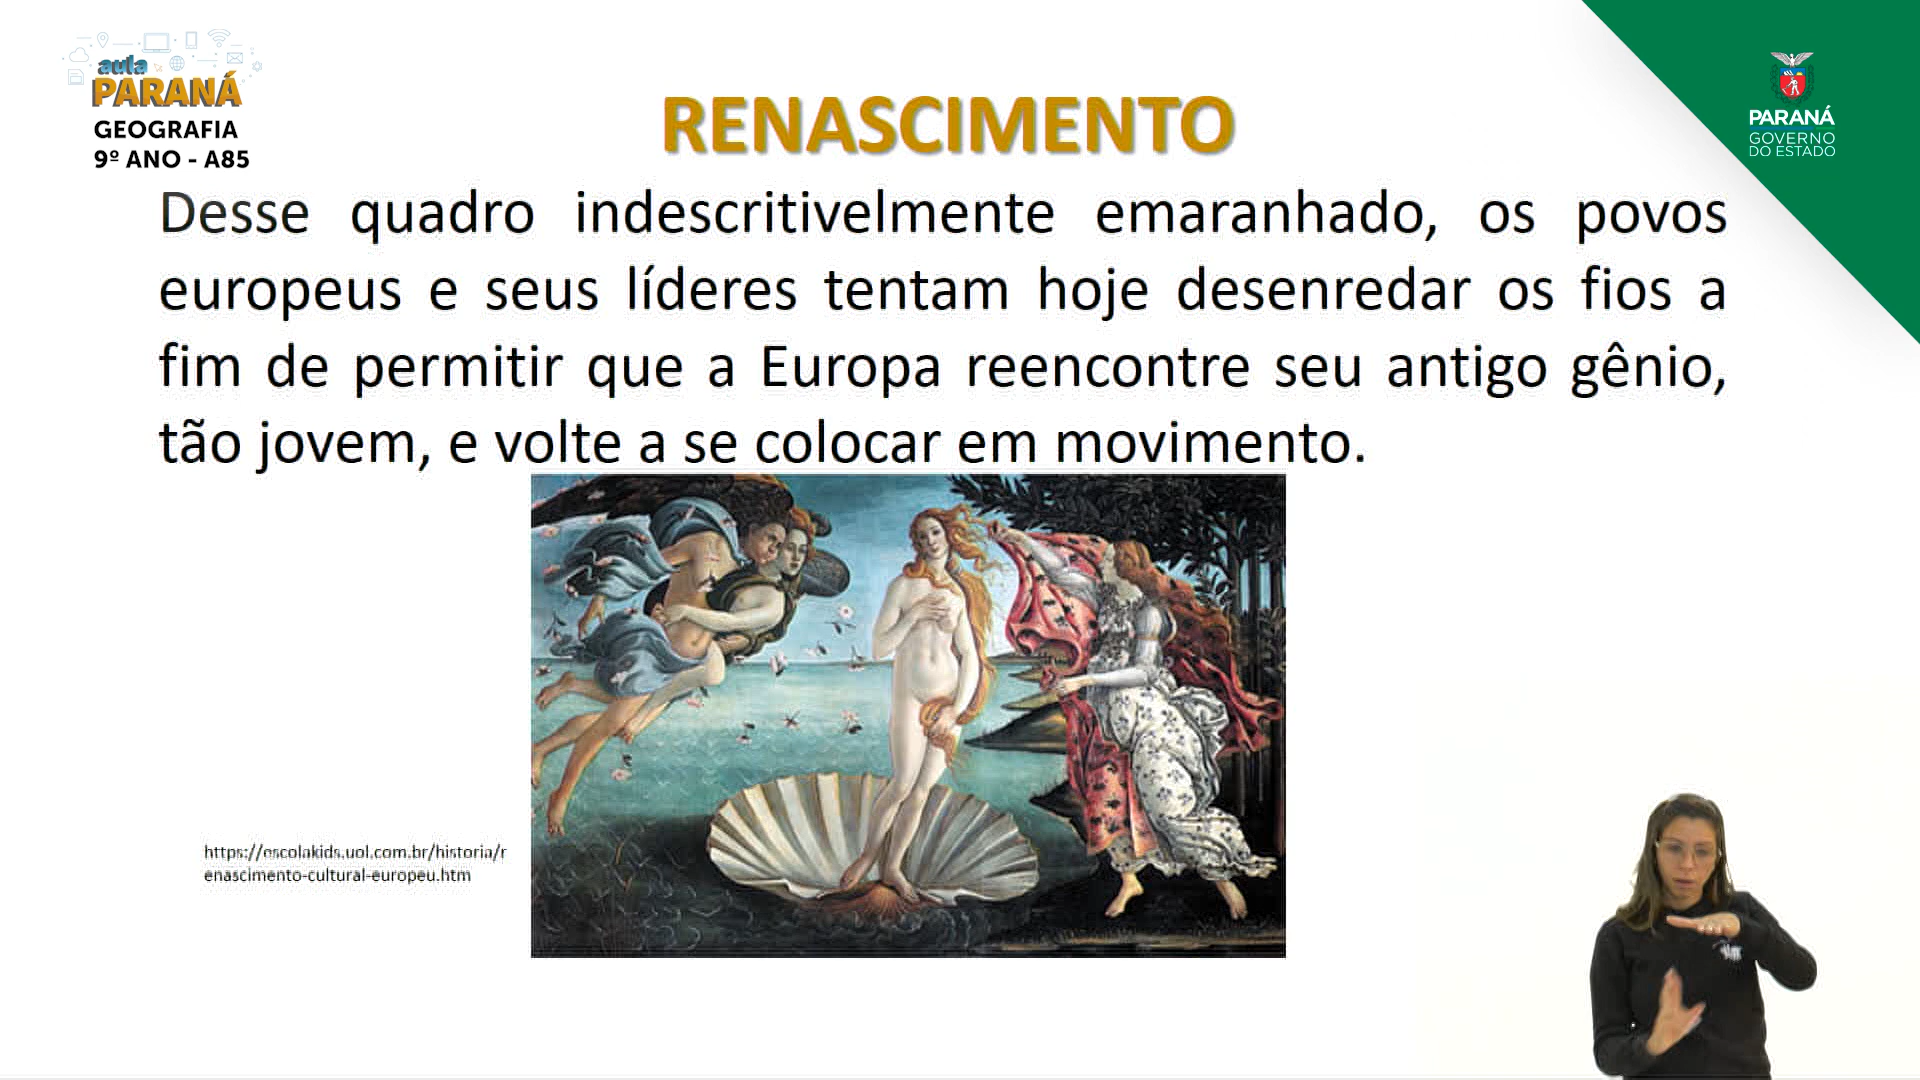 aula
PARANÁ
GEOGRAFIA
9º ANO - A85
RENASCIMENTO
PARANÁ
GOVERNO
DO ESTADO
Desse quadro indescritivelmente emaranhado, os povos
europeus e seus líderes tentam hoje desenredar os fios a
fim de permitir que a Europa reencontre seu antigo gênio,
tão jovem, e volte a se colocar em movimento.
https://escolakids.uol.com.br/historia/r
enascimento-cultural-europeu.htm